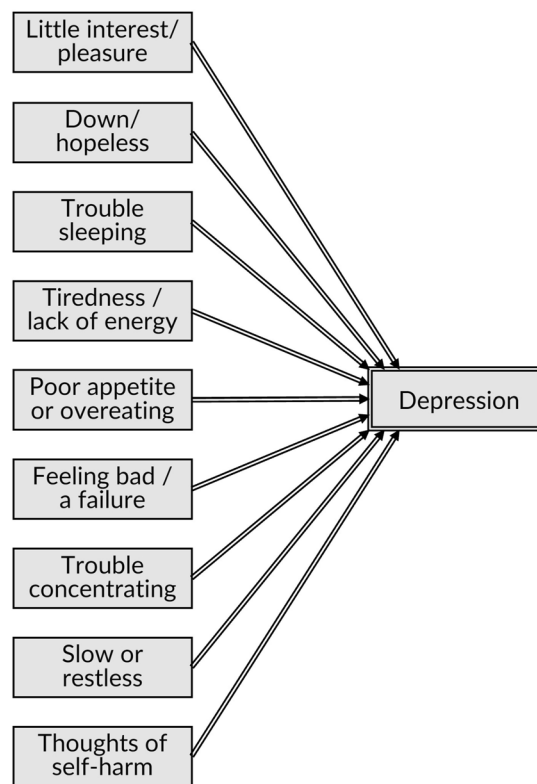 Little interest/
pleasure
Down/
hopeless
Trouble
sleeping
Tiredness /
lack of energy
Poor appetite
or overeating
Depression
Feeling bad /
a failure
Trouble
concentrating
Slow or
restless
Thoughts of
self-harm